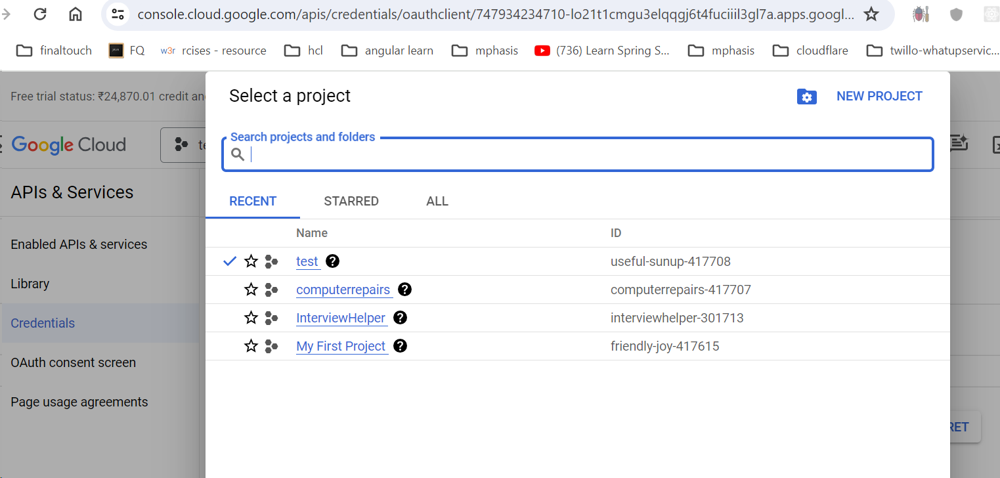 console.cloud.google.com/apis/credentials/oauthclient/747934234710-lo21t1cmgu3elqqgj6t4fuciiil3gl7a.apps.googl...
finaltouch FQ w3r rcises - resource hcl angular learn mphasis (736) Learn Spring S... mphasis cloudflare twillo-whatupservic...
Free trial status: ₹24,870.01 credit an
Select a project
NEW PROJECT
Search projects and folders
Google Cloud
te
RECENT STARRED ALL
APIs & Services
Name ID
Enabled APIs & services
test useful-sunup-417708
Library
computerrepairs computerrepairs-417707
Credentials
InterviewHelper interviewhelper-301713
My First Project friendly-joy-417615
OAuth consent screen
Page usage agreements
RET